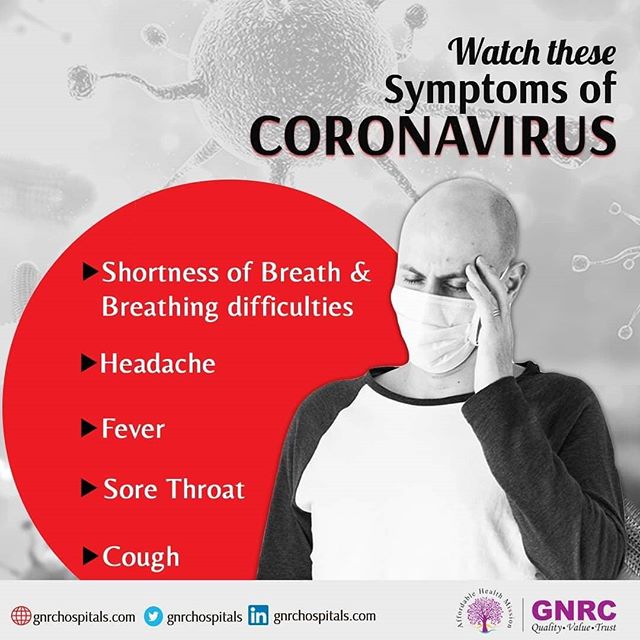 Watch these
Symptoms of
CORONAVIRUS
Shortness of Breath &
Breathing difficulties
Headache
Fever
Sore Throat
Cough
gnrchospitals.com gnrchospitals gnrchospitals.com
Affordable Health Mission
GNRC
Quality•Value•Trust